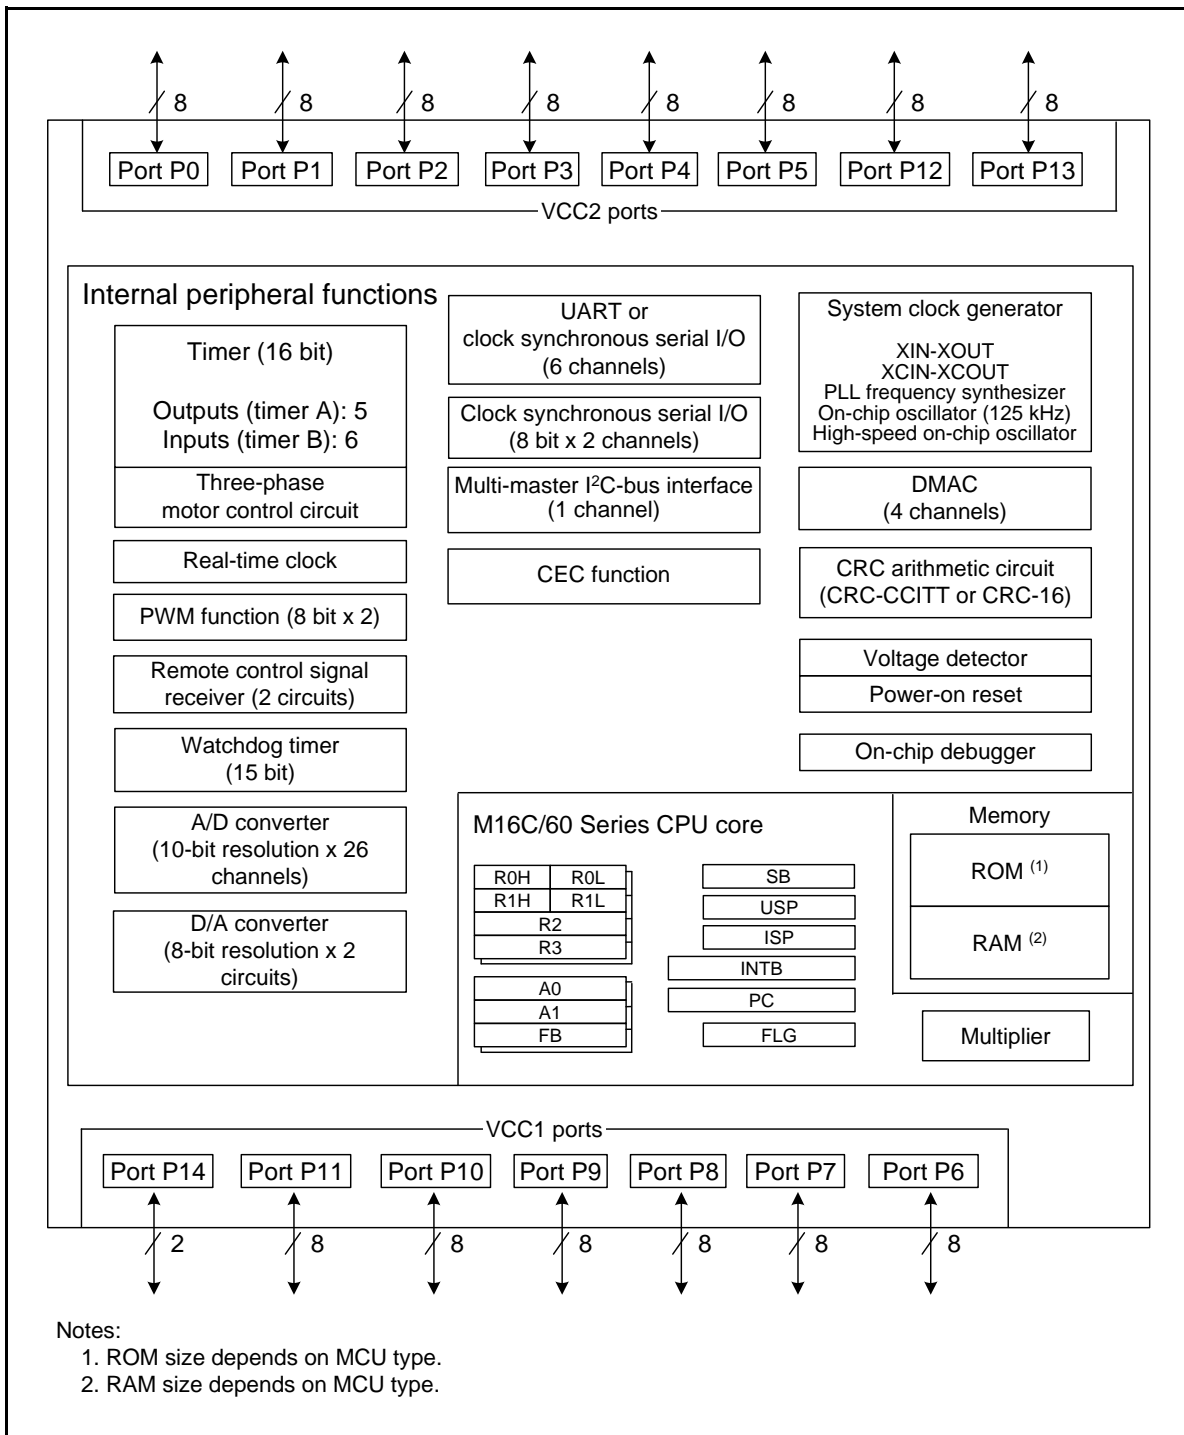 8 8 8 8 8 8 8 8
Port P0 Port P1 Port P2 Port P3 Port P4 Port P5 Port P12 Port P13
VCC2 ports
Internal peripheral functions
Timer (16 bit)
Outputs (timer A): 5
Inputs (timer B): 6
Three-phase
motor control circuit
Real-time clock
PWM function (8 bit x 2)
Remote control signal
receiver (2 circuits)
Watchdog timer
(15 bit)
A/D converter
(10-bit resolution x 26
channels)
D/A converter
(8-bit resolution x 2
circuits)
UART or
clock synchronous serial I/O
(6 channels)
Clock synchronous serial I/O
(8 bit x 2 channels)
Multi-master I²C-bus interface
(1 channel)
CEC function
System clock generator
XIN-XOUT
XCIN-XCOUT
PLL frequency synthesizer
On-chip oscillator (125 kHz)
High-speed on-chip oscillator
DMAC
(4 channels)
CRC arithmetic circuit
(CRC-CCITT or CRC-16)
Voltage detector
Power-on reset
On-chip debugger
M16C/60 Series CPU core
R0H R0L
R1H R1L
R2
R3
A0
A1
FB
SB
USP
ISP
INTB
PC
FLG
Memory
ROM (1)
RAM (2)
Multiplier
VCC1 ports
Port P14 Port P11 Port P10 Port P9 Port P8 Port P7 Port P6
2 8 8 8 8 8 8
Notes:
1. ROM size depends on MCU type.
2. RAM size depends on MCU type.